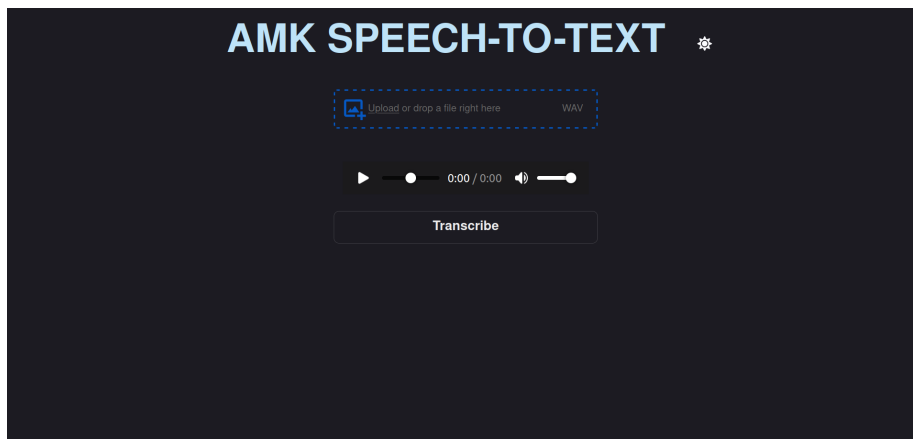 AMK SPEECH-TO-TEXT
Upload or drop a file right here WAV
0:00 / 0:00
Transcribe